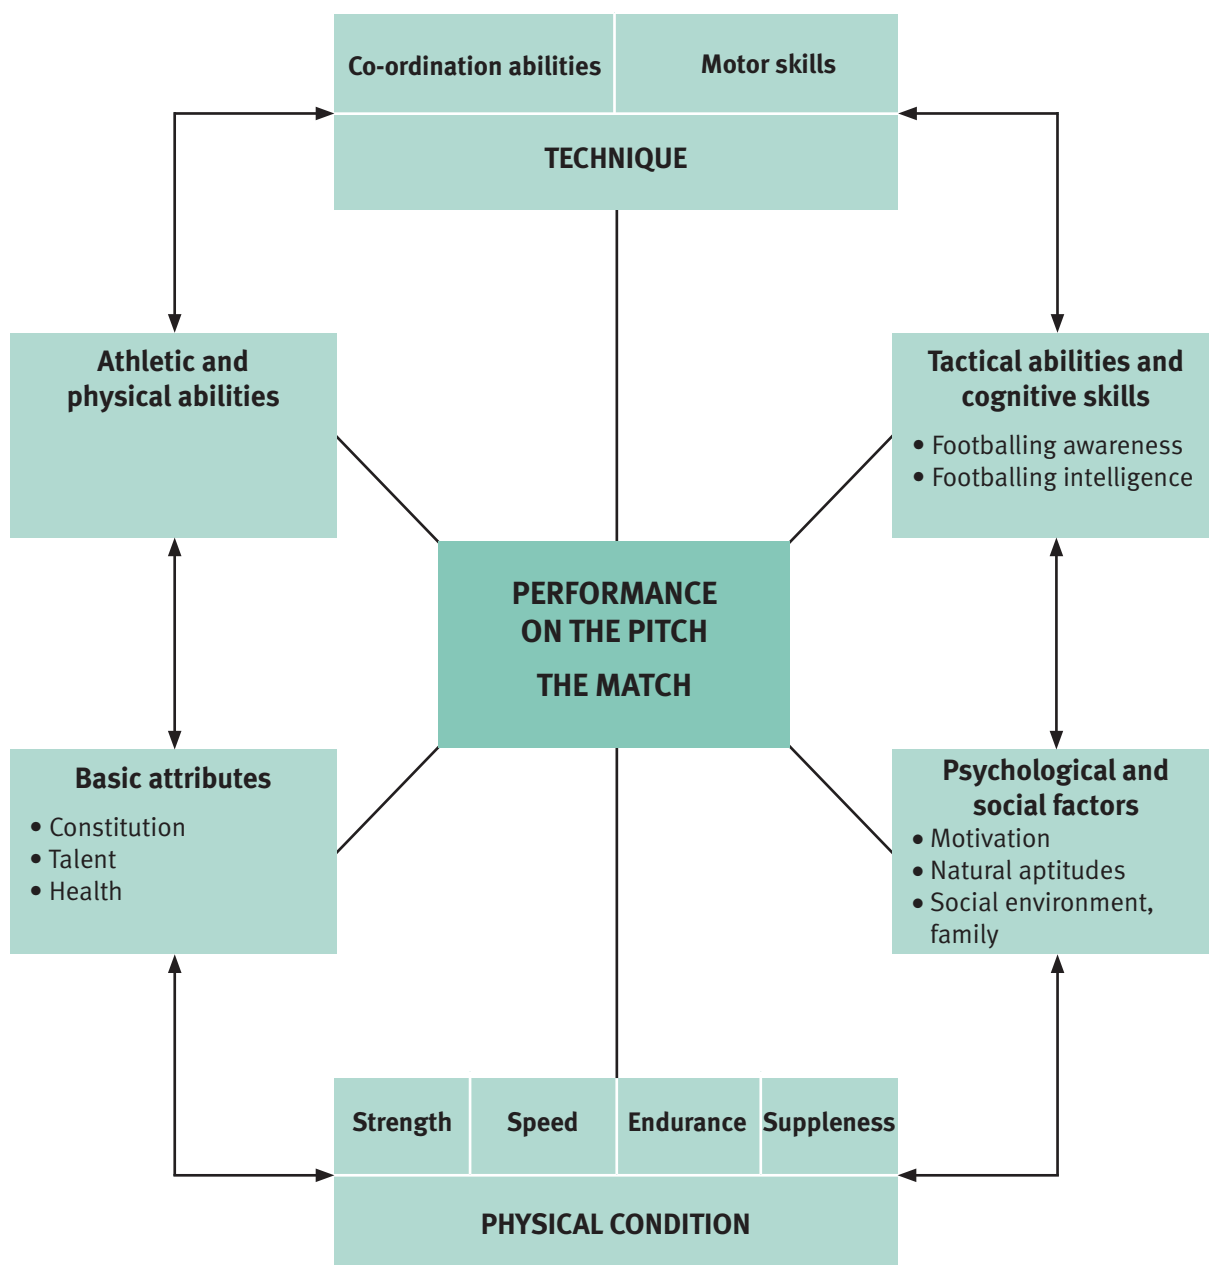 Co-ordination abilities
Motor skills
TECHNIQUE
Athletic and
physical abilities
Tactical abilities and
cognitive skills
• Footballing awareness
• Footballing intelligence
PERFORMANCE
ON THE PITCH
THE MATCH
Basic attributes
• Constitution
• Talent
• Health
Psychological and
social factors
• Motivation
• Natural aptitudes
• Social environment,
family
Strength
Speed
Endurance
Suppleness
PHYSICAL CONDITION